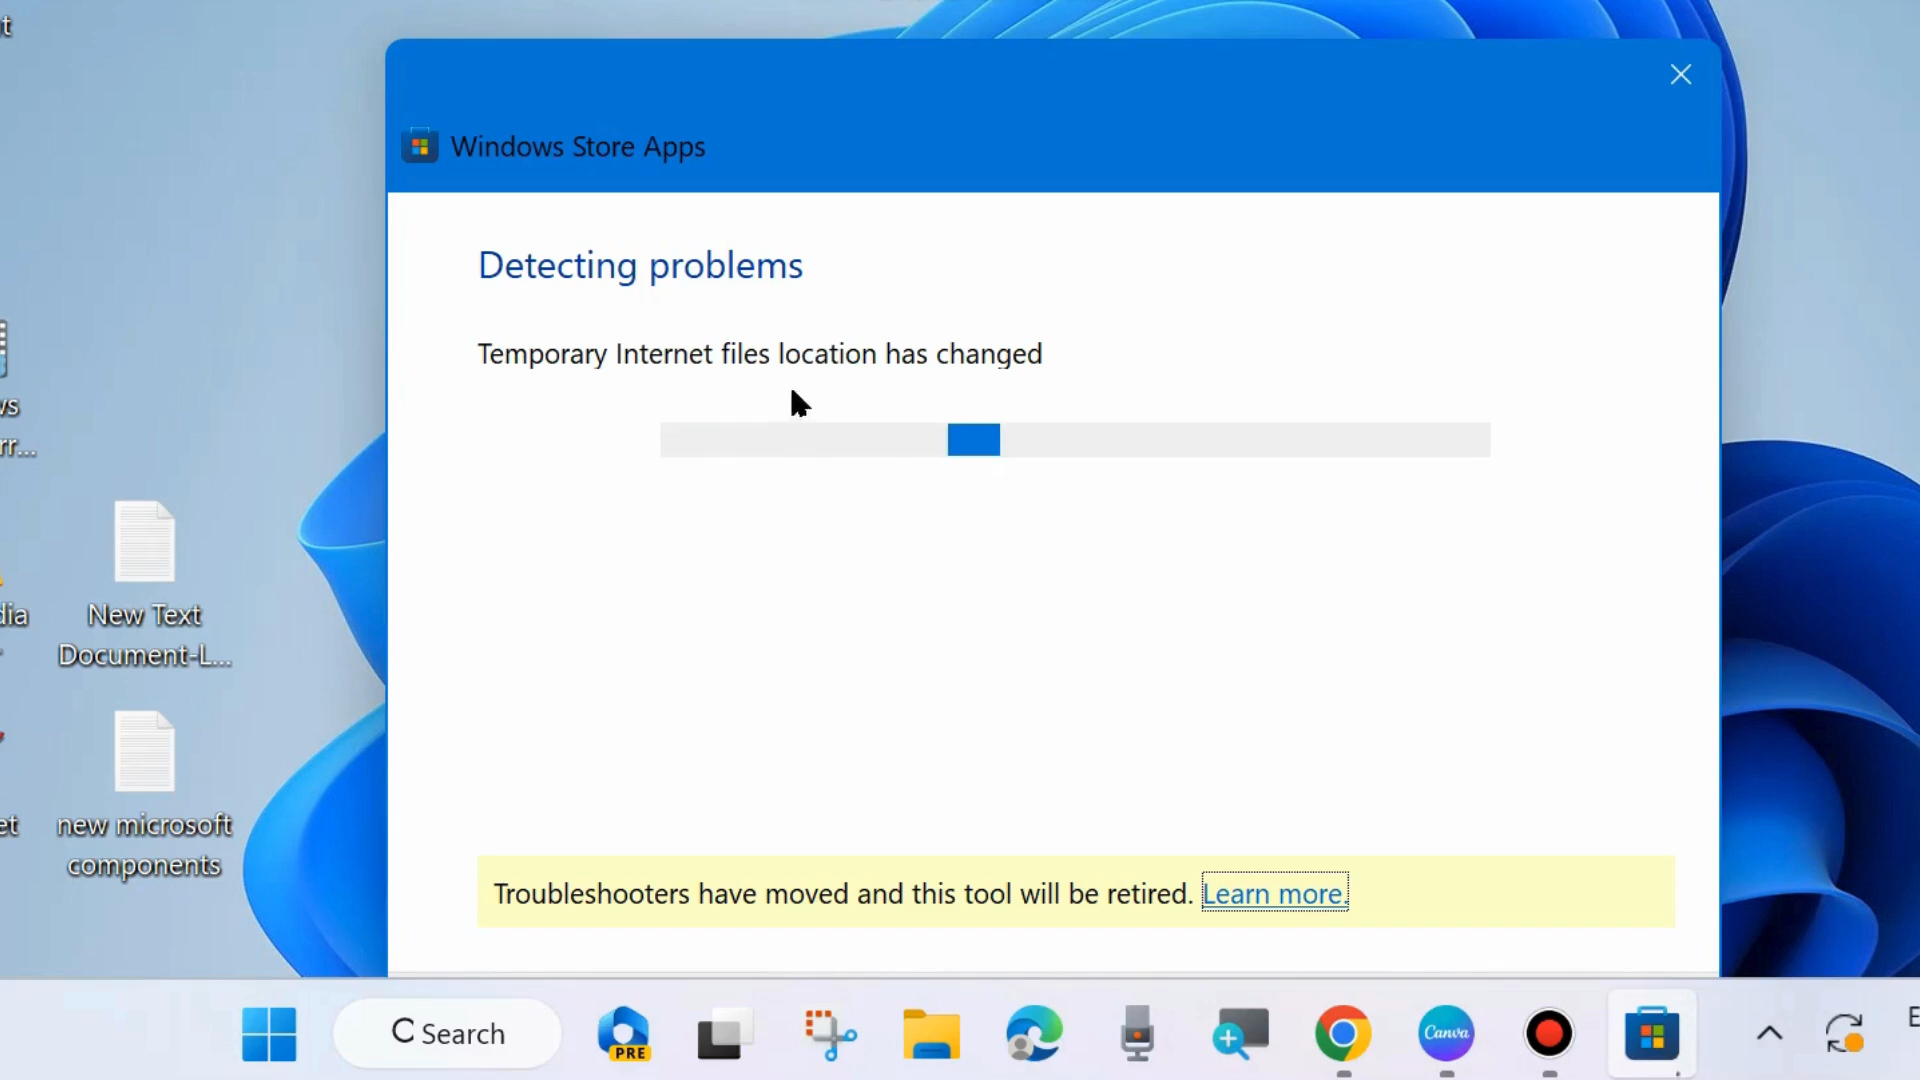 Windows Store Apps
Detecting problems
Temporary Internet files location has changed
New Text
Document-L...
new microsoft
components
Troubleshooters have moved and this tool will be retired. Learn more.
Search
PRE
Canva